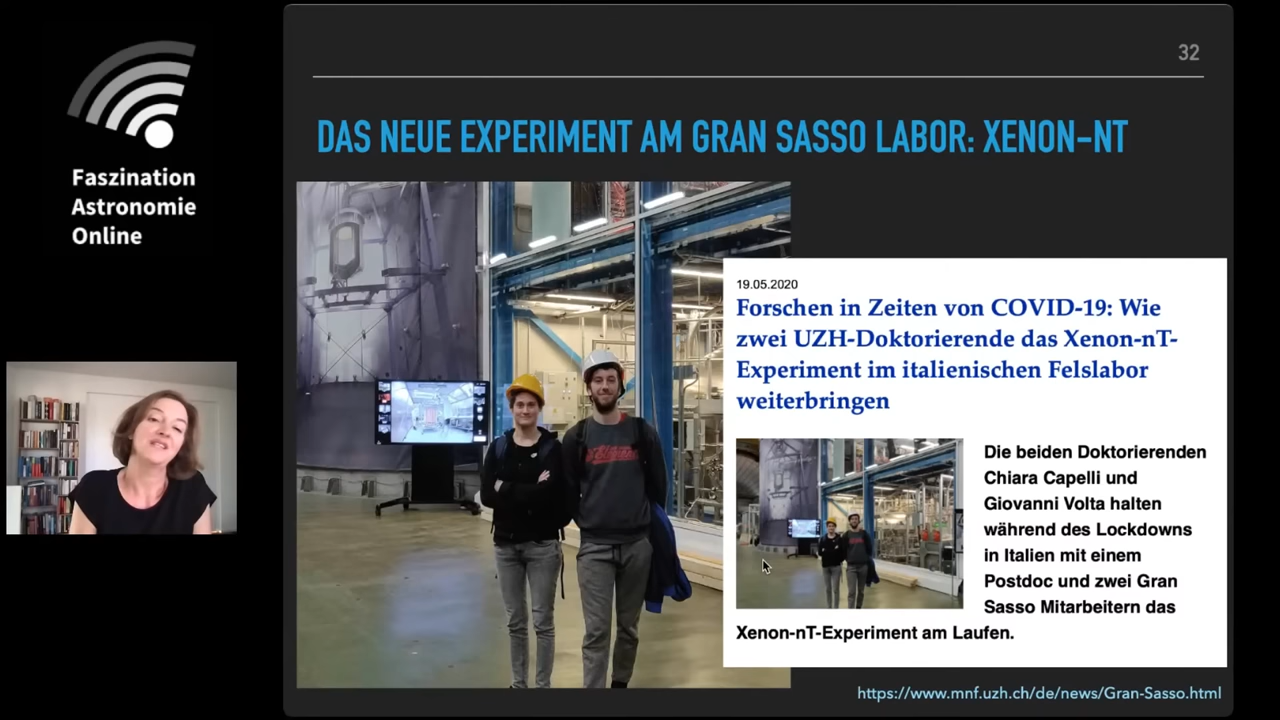 Faszination
Astronomie
Online
32
DAS NEUE EXPERIMENT AM GRAN SASSO LABOR: XENON-NT
19.05.2020
Forschen in Zeiten von COVID-19: Wie
zwei UZH-Doktorierende das Xenon-nT-
Experiment im italienischen Felslabor
weiterbringen
Die beiden Doktorierenden
Chiara Capelli und
Giovanni Volta halten
während des Lockdowns
in Italien mit einem
Postdoc und zwei Gran
Sasso Mitarbeitern das
Xenon-nT-Experiment am Laufen.
https://www.mnf.uzh.ch/de/news/Gran-Sasso.html